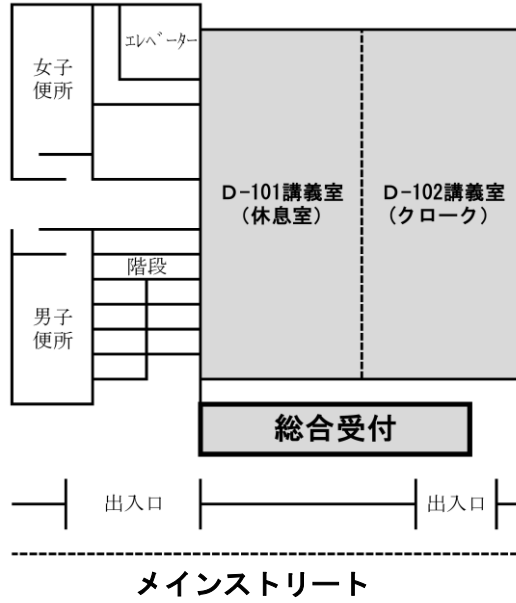 エレベーター
女子
便所
D-101講義室
(休息室)
D-102講義室
(クローク)
階段
男子
便所
総合受付
出入口
出入口
メインストリート